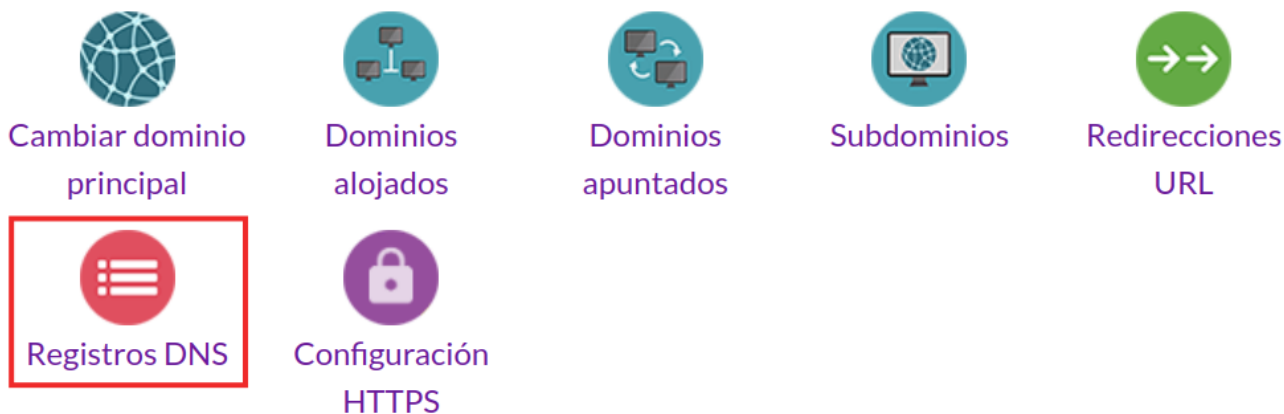 Cambiar dominio
principal
Dominios
alojados
Dominios
apuntados
Subdominios
Redirecciones
URL
Registros DNS
Configuración
HTTPS